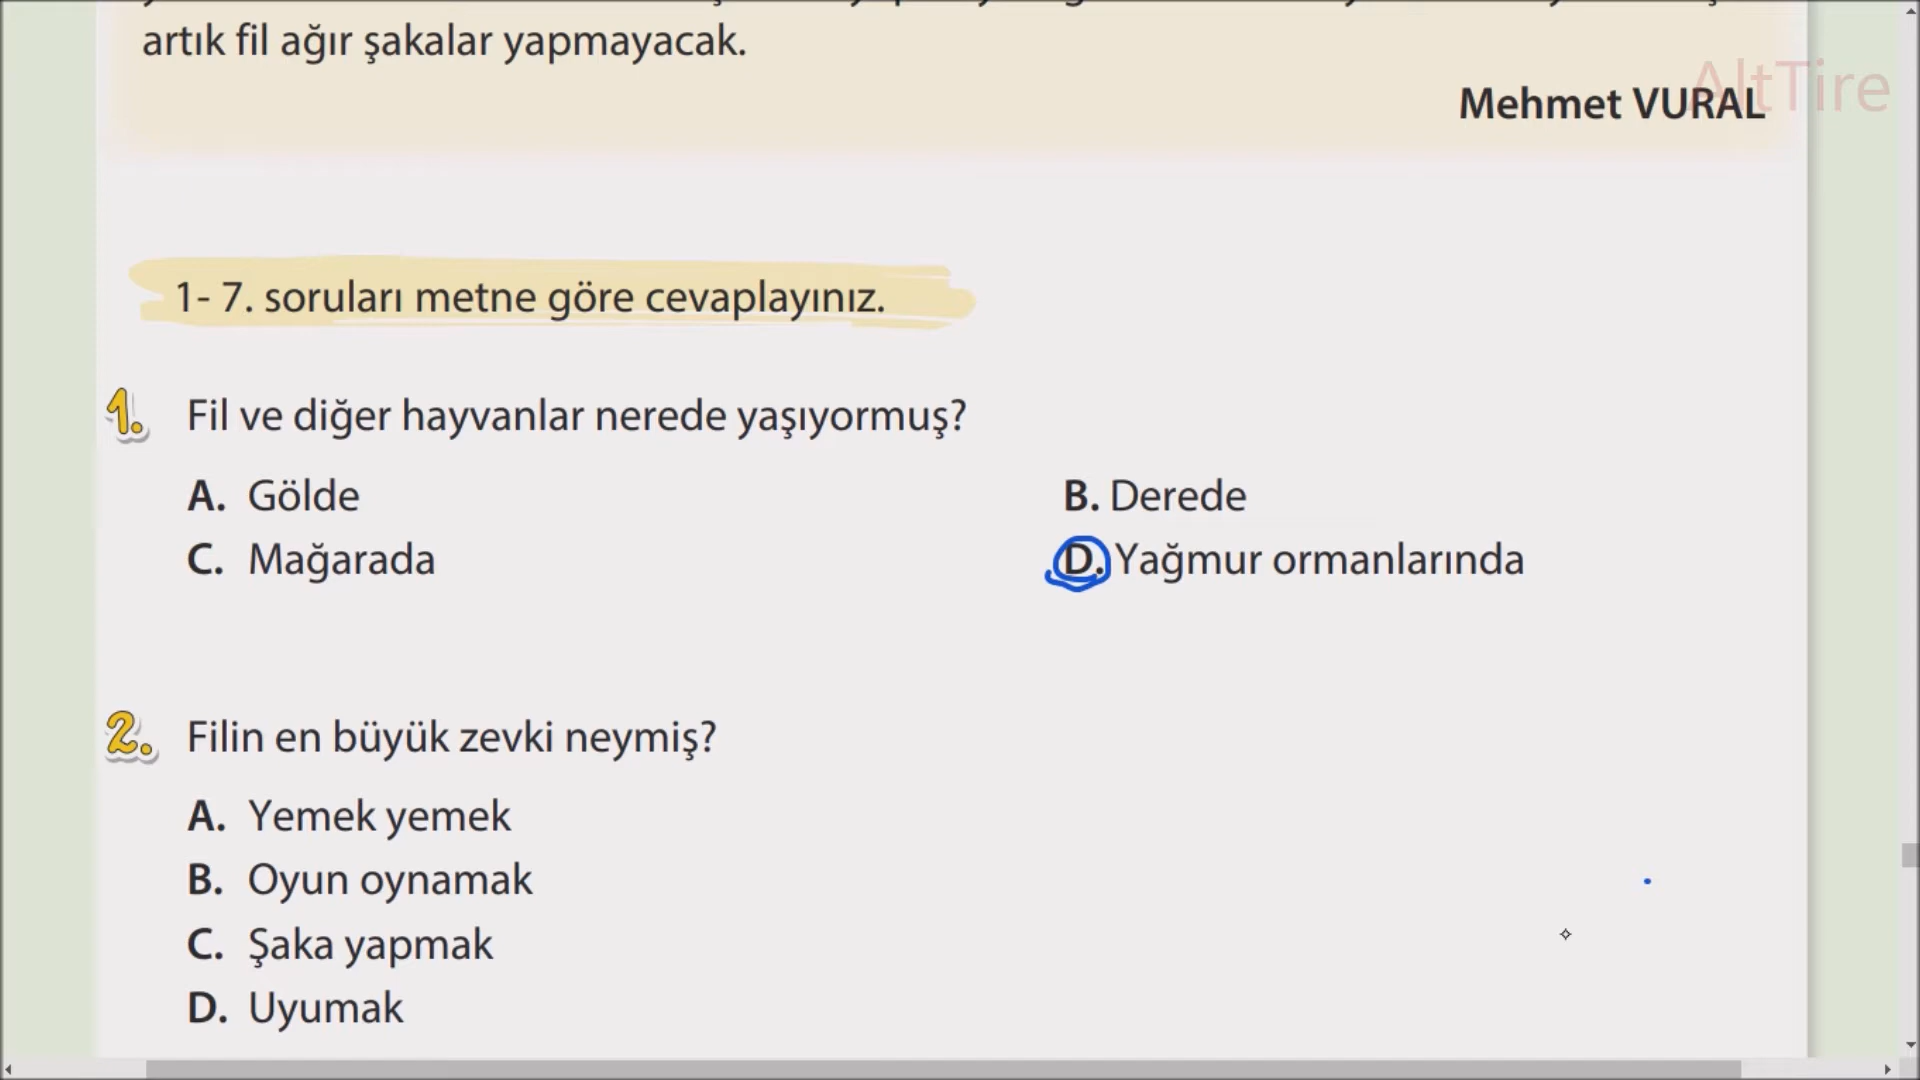 artık fil ağır şakalar yapmayacak.
AltTire
Mehmet VURAL
1- 7. soruları metne göre cevaplayınız.
1. Fil ve diğer hayvanlar nerede yaşıyormuş?
A. Gölde
B. Derede
C. Mağarada
D. Yağmur ormanlarında
2. Filin en büyük zevki neymiş?
A. Yemek yemek
B. Oyun oynamak
C. Şaka yapmak
D. Uyumak